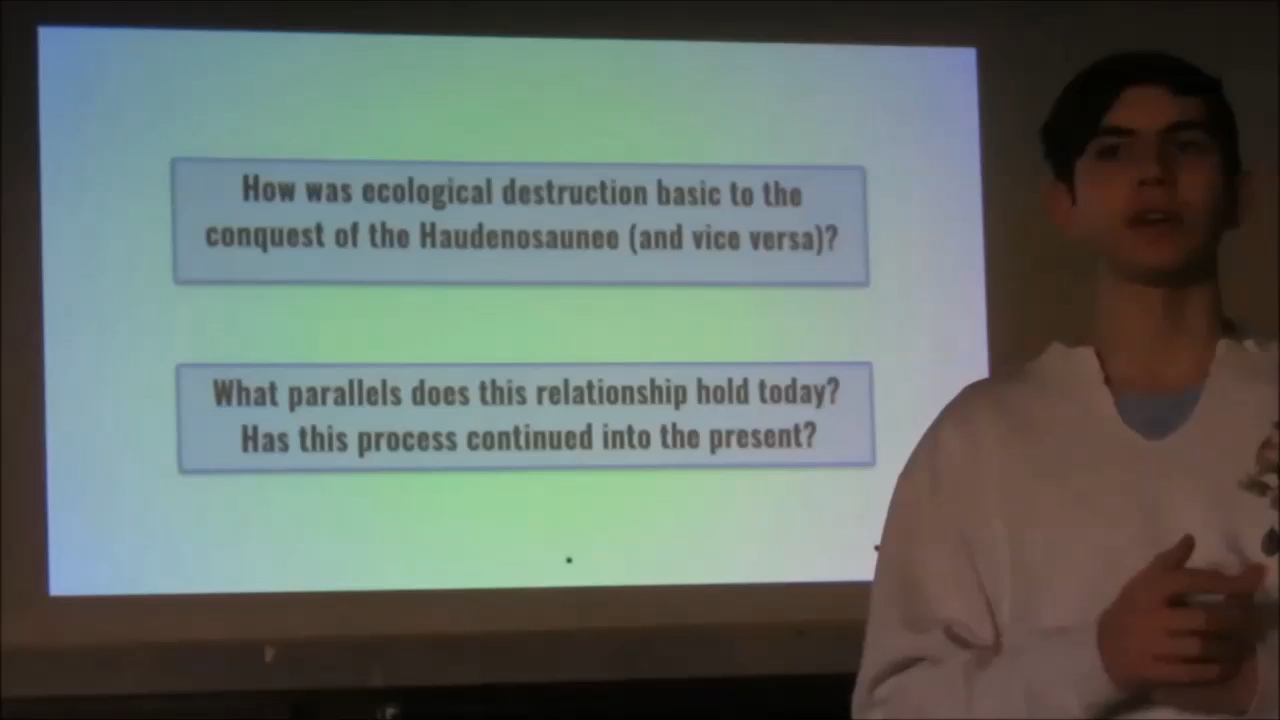 How was ecological destruction basic to the
conquest of the Haudenosaunee (and vice versa)?
What parallels does this relationship hold today?
Has this process continued into the present?